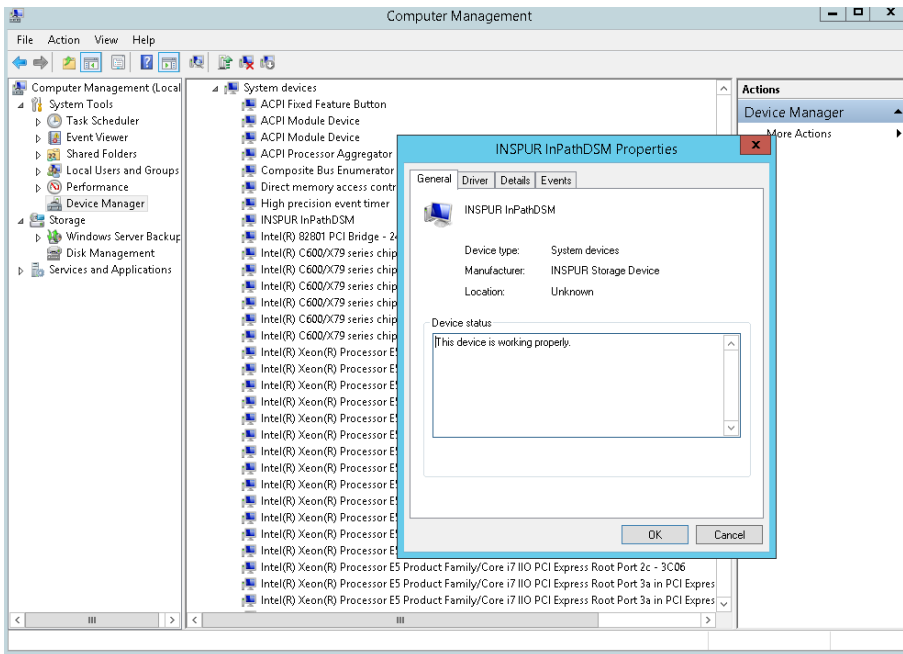 Computer Management
File Action View Help
Computer Management (Local
System Tools
Task Scheduler
Event Viewer
Shared Folders
Local Users and Groups
Performance
Device Manager
Storage
Windows Server Backup
Disk Management
Services and Applications
System devices
ACPI Fixed Feature Button
ACPI Module Device
ACPI Module Device
ACPI Processor Aggregator
Composite Bus Enumerator
Direct memory access contr
High precision event timer
INSPUR InPathDSM
Intel(R) 82801 PCI Bridge - 24
Intel(R) C600/X79 series chip
Intel(R) C600/X79 series chip
Intel(R) C600/X79 series chip
Intel(R) C600/X79 series chip
Intel(R) C600/X79 series chip
Intel(R) C600/X79 series chip
Intel(R) Xeon(R) Processor E5
Intel(R) Xeon(R) Processor E5
Intel(R) Xeon(R) Processor E5
Intel(R) Xeon(R) Processor E5
Intel(R) Xeon(R) Processor E5
Intel(R) Xeon(R) Processor E5
Intel(R) Xeon(R) Processor E5
Intel(R) Xeon(R) Processor E5
Intel(R) Xeon(R) Processor E5
Intel(R) Xeon(R) Processor E5
Intel(R) Xeon(R) Processor E5
Intel(R) Xeon(R) Processor E5
Intel(R) Xeon(R) Processor E5
Intel(R) Xeon(R) Processor E5 Product Family/Core i7 IIO PCI Express Root Port 2c - 3C06
Intel(R) Xeon(R) Processor E5 Product Family/Core i7 IIO PCI Express Root Port 3a in PCI Expres
Intel(R) Xeon(R) Processor E5 Product Family/Core i7 IIO PCI Express Root Port 3a in PCI Expres
INSPUR InPathDSM Properties
General Driver Details Events
INSPUR InPathDSM
Device type: System devices
Manufacturer: INSPUR Storage Device
Location: Unknown
Device status
This device is working properly.
OK Cancel
Actions
Device Manager
More Actions